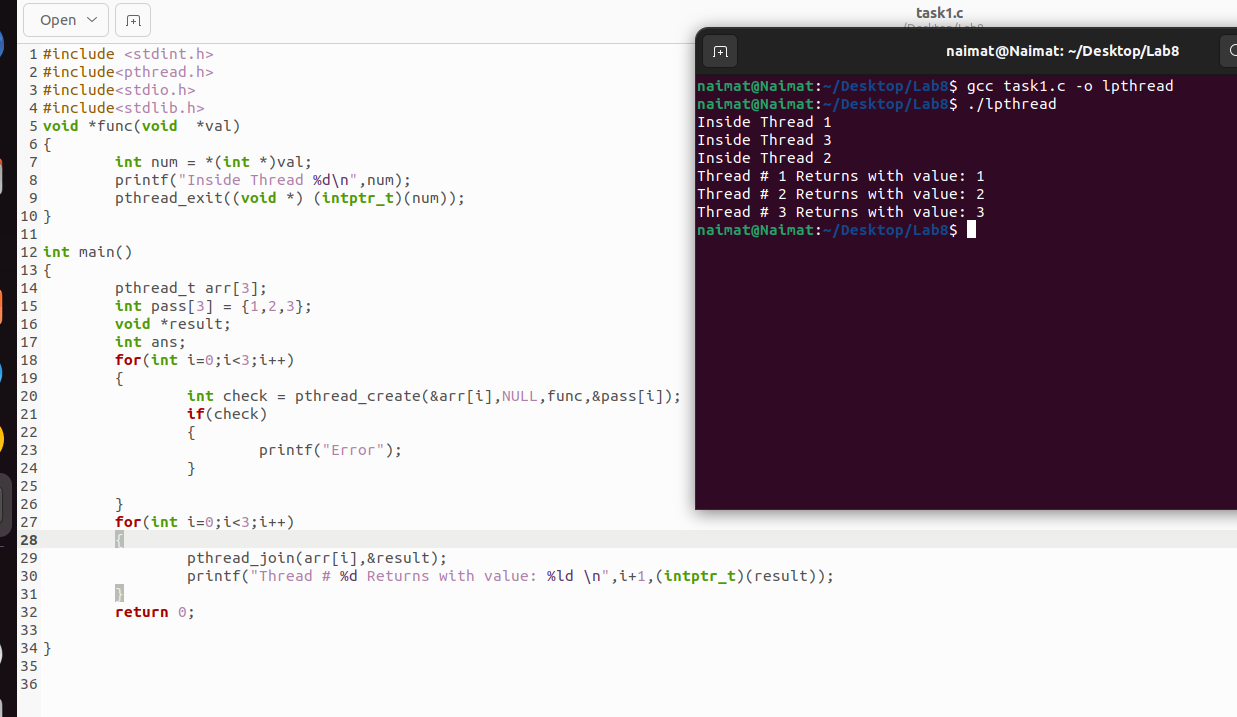 Open
task1.c
~/Desktop/Lab8
1 #include <stdint.h>
2 #include<pthread.h>
3 #include<stdio.h>
4 #include<stdlib.h>
5 void *func(void  *val)
6 {
7         int num = *(int *)val;
8         printf("Inside Thread %d\n",num);
9         pthread_exit((void *) (intptr_t)(num));
10 }
11
12 int main()
13 {
14         pthread_t arr[3];
15         int pass[3] = {1,2,3};
16         void *result;
17         int ans;
18         for(int i=0;i<3;i++)
19         {
20                 int check = pthread_create(&arr[i],NULL,func,&pass[i]);
21                 if(check)
22                 {
23                         printf("Error");
24                 }
25
26         }
27         for(int i=0;i<3;i++)
28         {
29                 pthread_join(arr[i],&result);
30                 printf("Thread # %d Returns with value: %ld \n",i+1,(intptr_t)(result));
31         }
32         return 0;
33
34 }
35
36
naimat@Naimat: ~/Desktop/Lab8
naimat@Naimat:~/Desktop/Lab8$ gcc task1.c -o lpthread
naimat@Naimat:~/Desktop/Lab8$ ./lpthread
Inside Thread 1
Inside Thread 3
Inside Thread 2
Thread # 1 Returns with value: 1
Thread # 2 Returns with value: 2
Thread # 3 Returns with value: 3
naimat@Naimat:~/Desktop/Lab8$